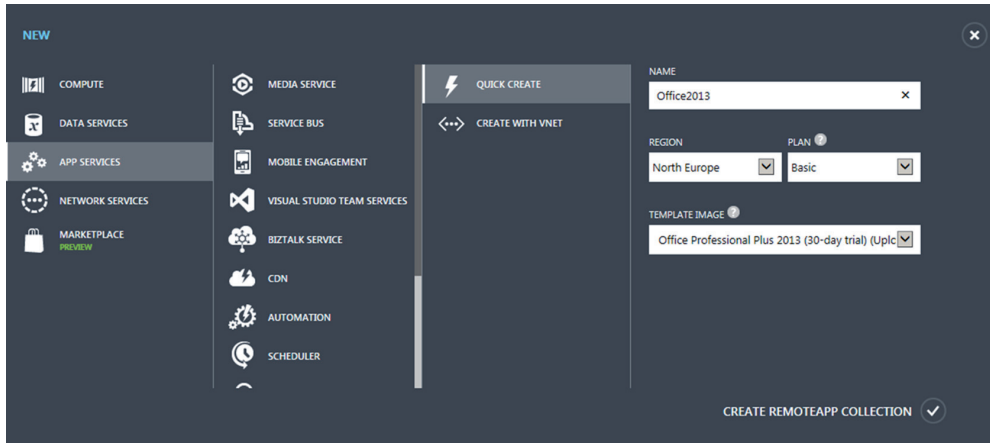 NEW
COMPUTE
DATA SERVICES
APP SERVICES
NETWORK SERVICES
MARKETPLACE
PREVIEW
MEDIA SERVICE
SERVICE BUS
MOBILE ENGAGEMENT
VISUAL STUDIO TEAM SERVICES
BIZTALK SERVICE
CDN
AUTOMATION
SCHEDULER
QUICK CREATE
CREATE WITH VNET
NAME
Office2013
REGION
PLAN ?
North Europe
Basic
TEMPLATE IMAGE ?
Office Professional Plus 2013 (30-day trial) (Uplc
CREATE REMOTEAPP COLLECTION